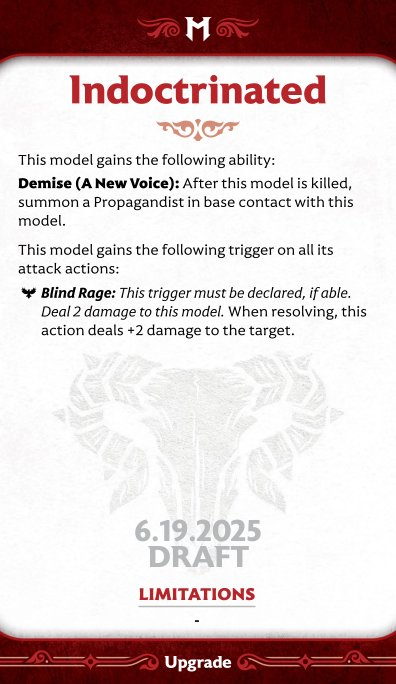 M
Indoctrinated
This model gains the following ability:
Demise (A New Voice): After this model is killed,
summon a Propagandist in base contact with this
model.
This model gains the following trigger on all its
attack actions:
Blind Rage: This trigger must be declared, if able.
Deal 2 damage to this model. When resolving, this
action deals +2 damage to the target.
6.19.2025
DRAFT
LIMITATIONS
-
Upgrade